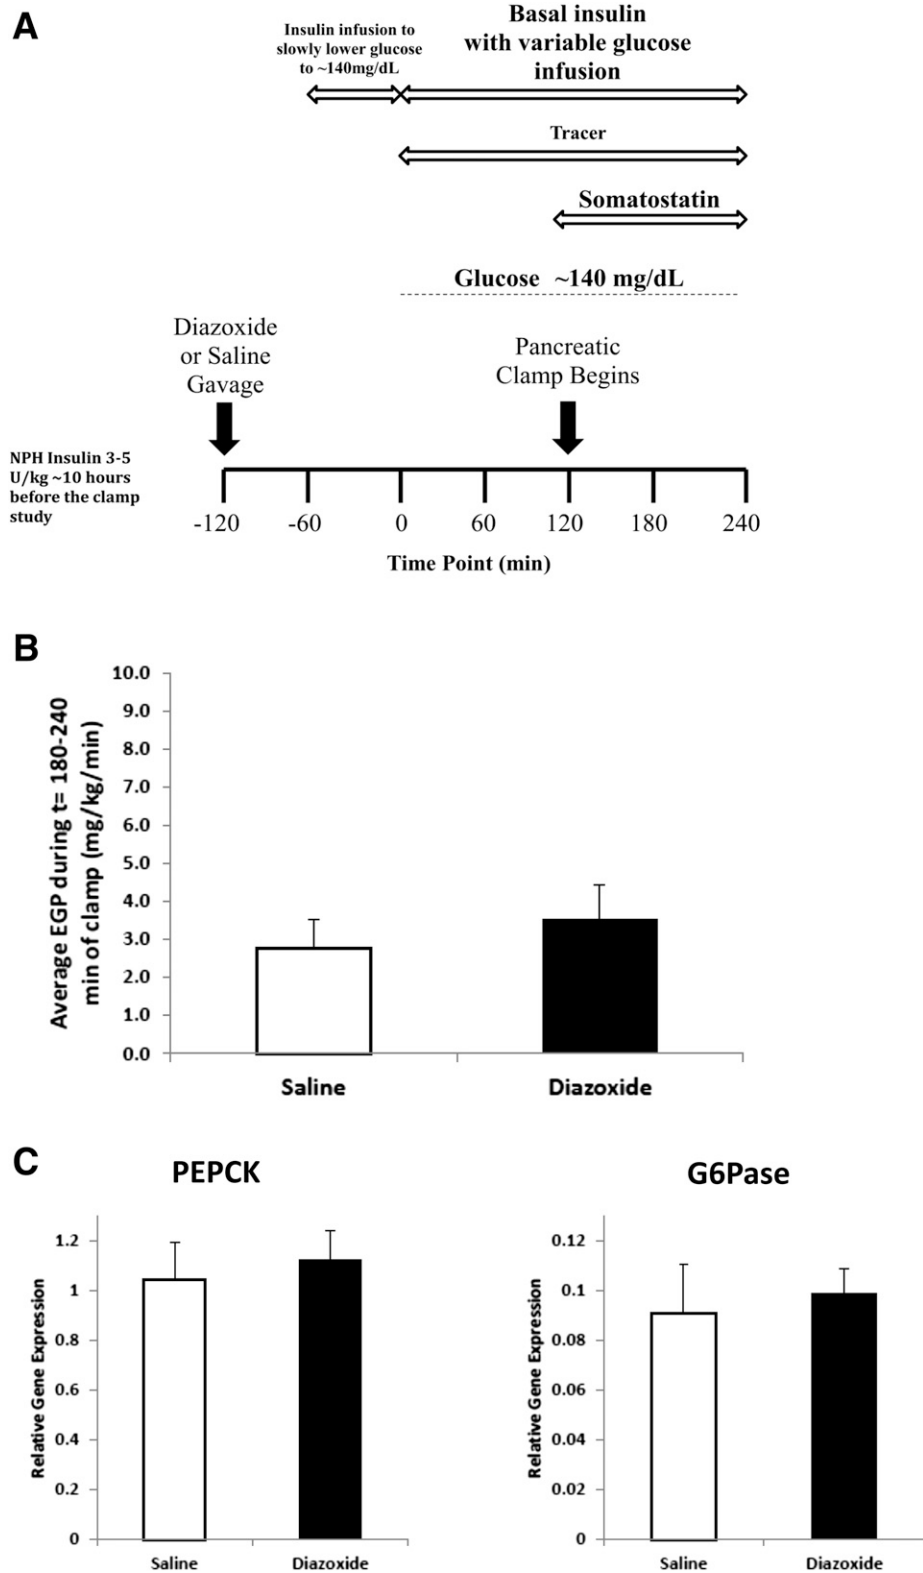 A
Insulin infusion to
slowly lower glucose
to ~140mg/dL
Basal insulin
with variable glucose
infusion
Tracer
Somatostatin
Glucose ~140 mg/dL
Diazoxide
or Saline
Gavage
Pancreatic
Clamp Begins
NPH Insulin 3-5
U/kg ~10 hours
before the clamp
study
-120 -60 0 60 120 180 240
Time Point (min)
B
Average EGP during t= 180-240
min of clamp (mg/kg/min)
10.0
9.0
8.0
7.0
6.0
5.0
4.0
3.0
2.0
1.0
0.0
Saline Diazoxide
C
PEPCK
Relative Gene Expression
1.2
1
0.8
0.6
0.4
0.2
0
Saline Diazoxide
G6Pase
Relative Gene Expression
0.12
0.1
0.08
0.06
0.04
0.02
0
Saline Diazoxide